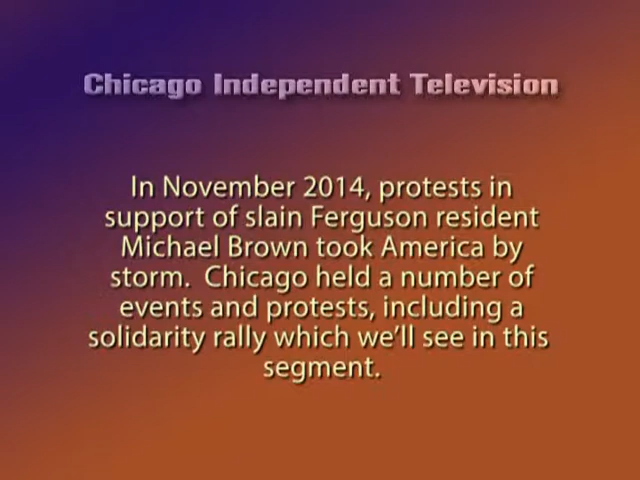 Chicago Independent Television
In November 2014, protests in
support of slain Ferguson resident
Michael Brown took America by
storm.  Chicago held a number of
events and protests, including a
solidarity rally which we'll see in this
segment.